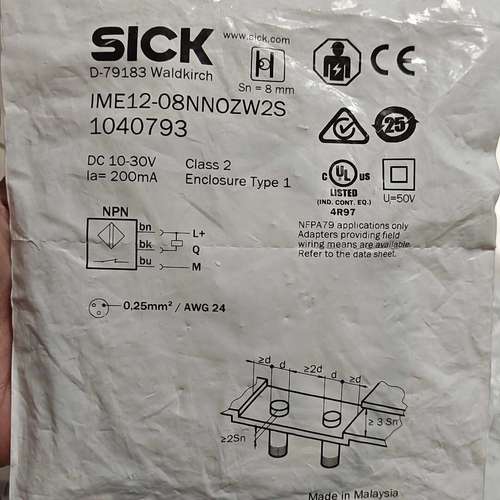 SICK
www.sick.com
D-79183 Waldkirch
Sn = 8 mm
CE
IME12-08NNOZW2S
1040793
25
DC 10-30V
Class 2
Ia= 200mA
Enclosure Type 1
c UL us
LISTED
(IND. CONT. EQ.)
4R97
U=50V
NFPA79 applications only
Adapters providing field
wiring means are available.
Refer to the data sheet.
NPN
bn
L+
bk
Q
bu
M
0,25mm² / AWG 24
≥d
d
≥2d
d
≥d
≥ 3 Sn
≥2Sn
Made in Malaysia